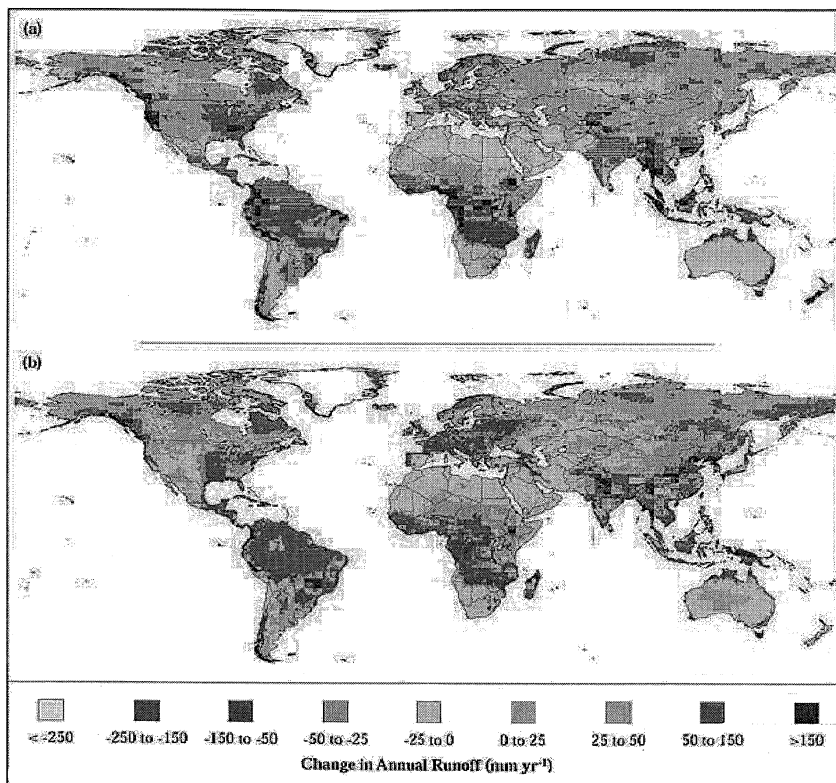 (a)
(b)
< -250 -250 to -150 -150 to -50 -50 to -25 -25 to 0 0 to 25 25 to 50 50 to 150 >150
Change in Annual Runoff (mm yr⁻¹)